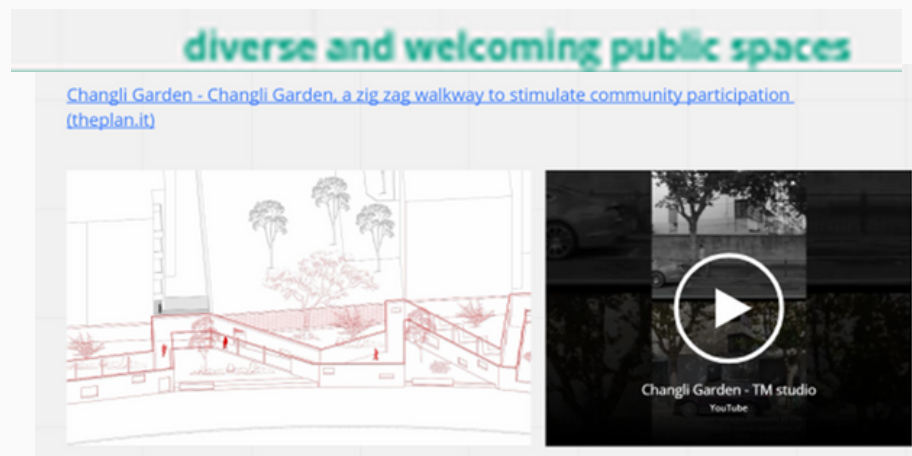 diverse and welcoming public spaces
Changli Garden - Changli Garden, a zig zag walkway to stimulate community participation
(theplan.it)
Changli Garden - TM studio
YouTube